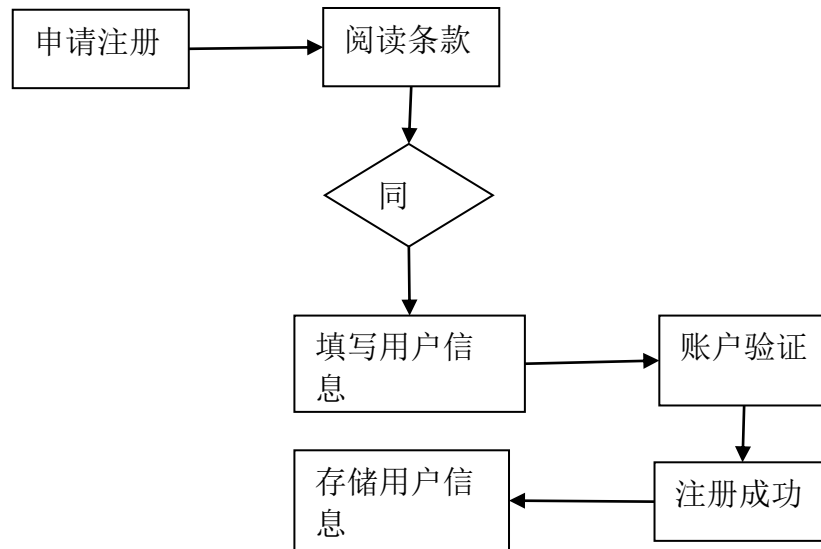 申请注册
阅读条款
同
填写用户信
息
账户验证
存储用户信
息
注册成功